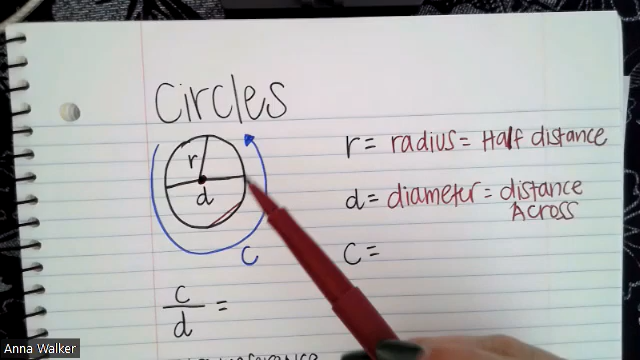 Circles
r = radius = Half distance
r
d = diameter = distance
Across
d
C
C =
c
d =
Anna Walker